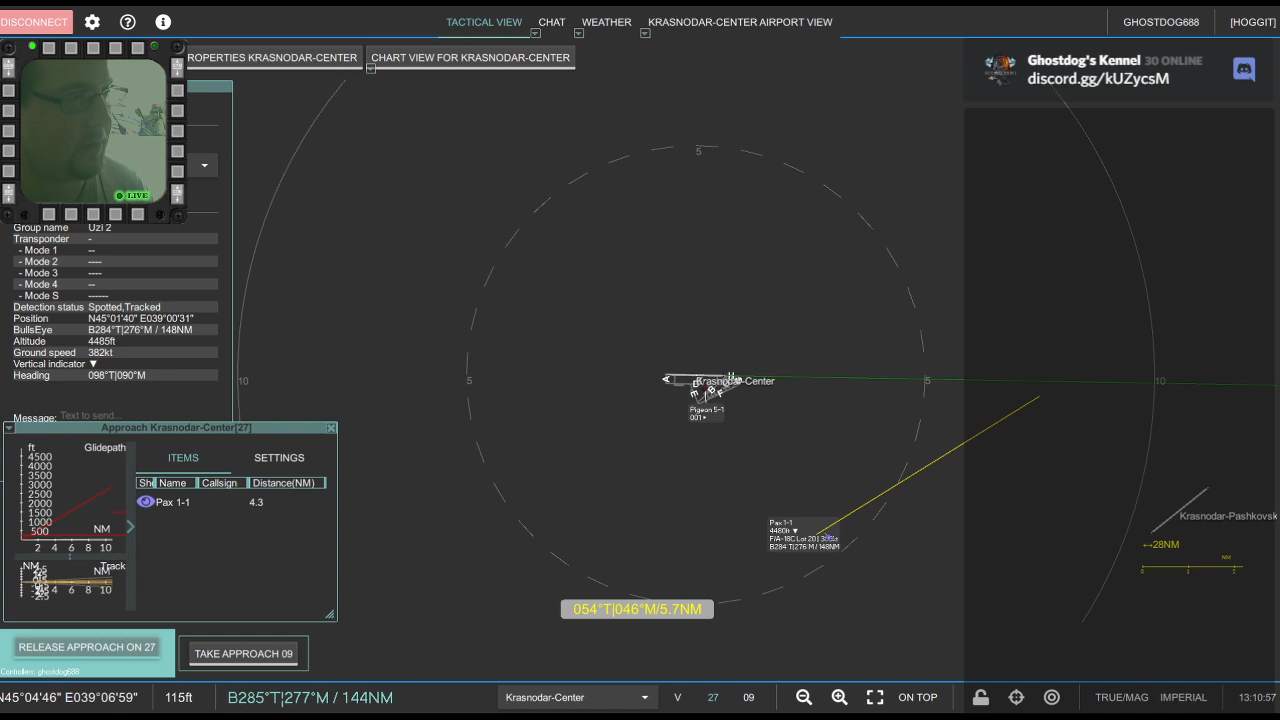 DISCONNECT
TACTICAL VIEW
CHAT
WEATHER
KRASNODAR-CENTER AIRPORT VIEW
GHOSTDOG688
[HOGGIT]
ROPERTIES KRASNODAR-CENTER
CHART VIEW FOR KRASNODAR-CENTER
Ghostdog's Kennel 30 ONLINE
discord.gg/kUZycsM
LIVE
Group name Uzi 2
Transponder -
- Mode 1 --
- Mode 2 ----
- Mode 3 ----
- Mode 4 --
- Mode S ------
Detection status Spotted,Tracked
Position N45°01'40" E039°00'31"
BullsEye B284°T|276°M / 148NM
Altitude 4485ft
Ground speed 382kt
Vertical indicator ▼
Heading 098°T|090°M
Message: Text to send...
Approach Krasnodar-Center[27]
ft Glidepath
4500
4000
3500
3000
2500
2000
1500
1000
500
NM
2 4 6 8 10
NM Track
NM
4 6 8 10
-2.5
ITEMS
SETTINGS
Name Callsign Distance(NM)
Pax 1-1 4.3
RELEASE APPROACH ON 27
Controllers: ghostdog688
TAKE APPROACH 09
5
10
5
5
10
Krasnodar-Center
Pigeon 5-1
001
Pax 1-1
4480ft ▼
F/A-18C Lot 20|
B284°T|276°M/148NM
Krasnodar-Pashkovsk
↔28NM
NM
054°T|046°M/5.7NM
N45°04'46" E039°06'59"
115ft
B285°T|277°M / 144NM
Krasnodar-Center
V
27
09
ON TOP
TRUE/MAG
IMPERIAL
13:10:57